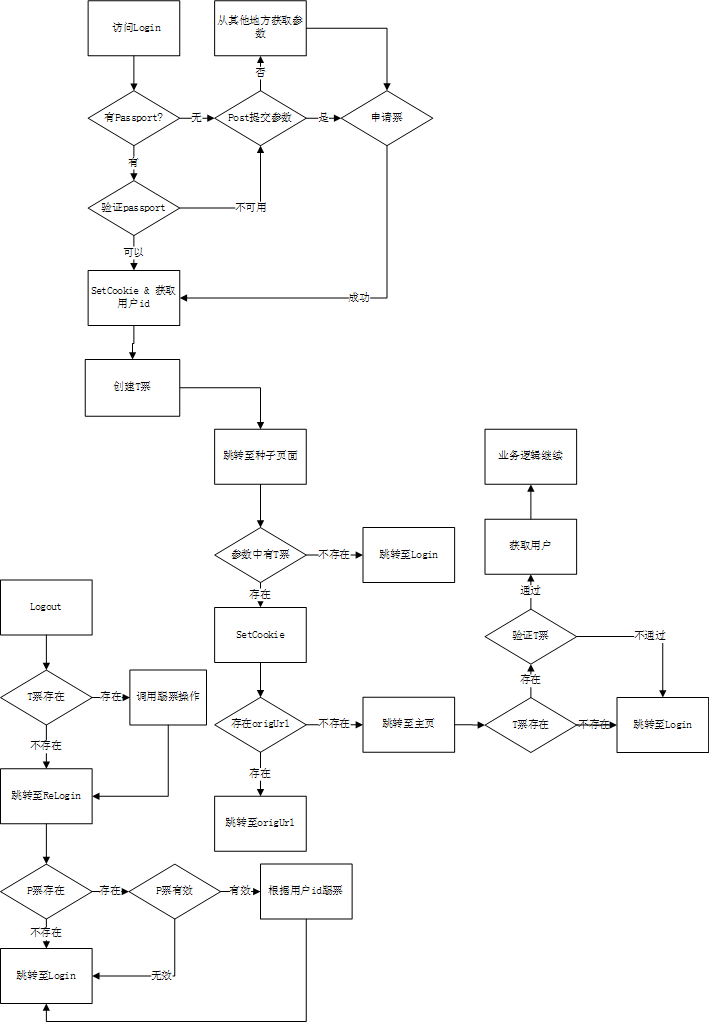 访问Login
从其他地方获取参
数
否
有Passport?
无
Post提交参数
是
申请票
有
验证passport
不可用
可以
SetCookie & 获取
用户id
成功
创建T票
跳转至种子页面
业务逻辑继续
参数中有T票
不存在
跳转至Login
获取用户
存在
通过
Logout
SetCookie
验证T票
不通过
存在
T票存在
存在
调用踢票操作
存在origUrl
不存在
跳转至主页
T票存在
不存在
跳转至Login
不存在
存在
跳转至ReLogin
跳转至origUrl
P票存在
存在
P票有效
有效
根据用户id踢票
不存在
跳转至Login
无效